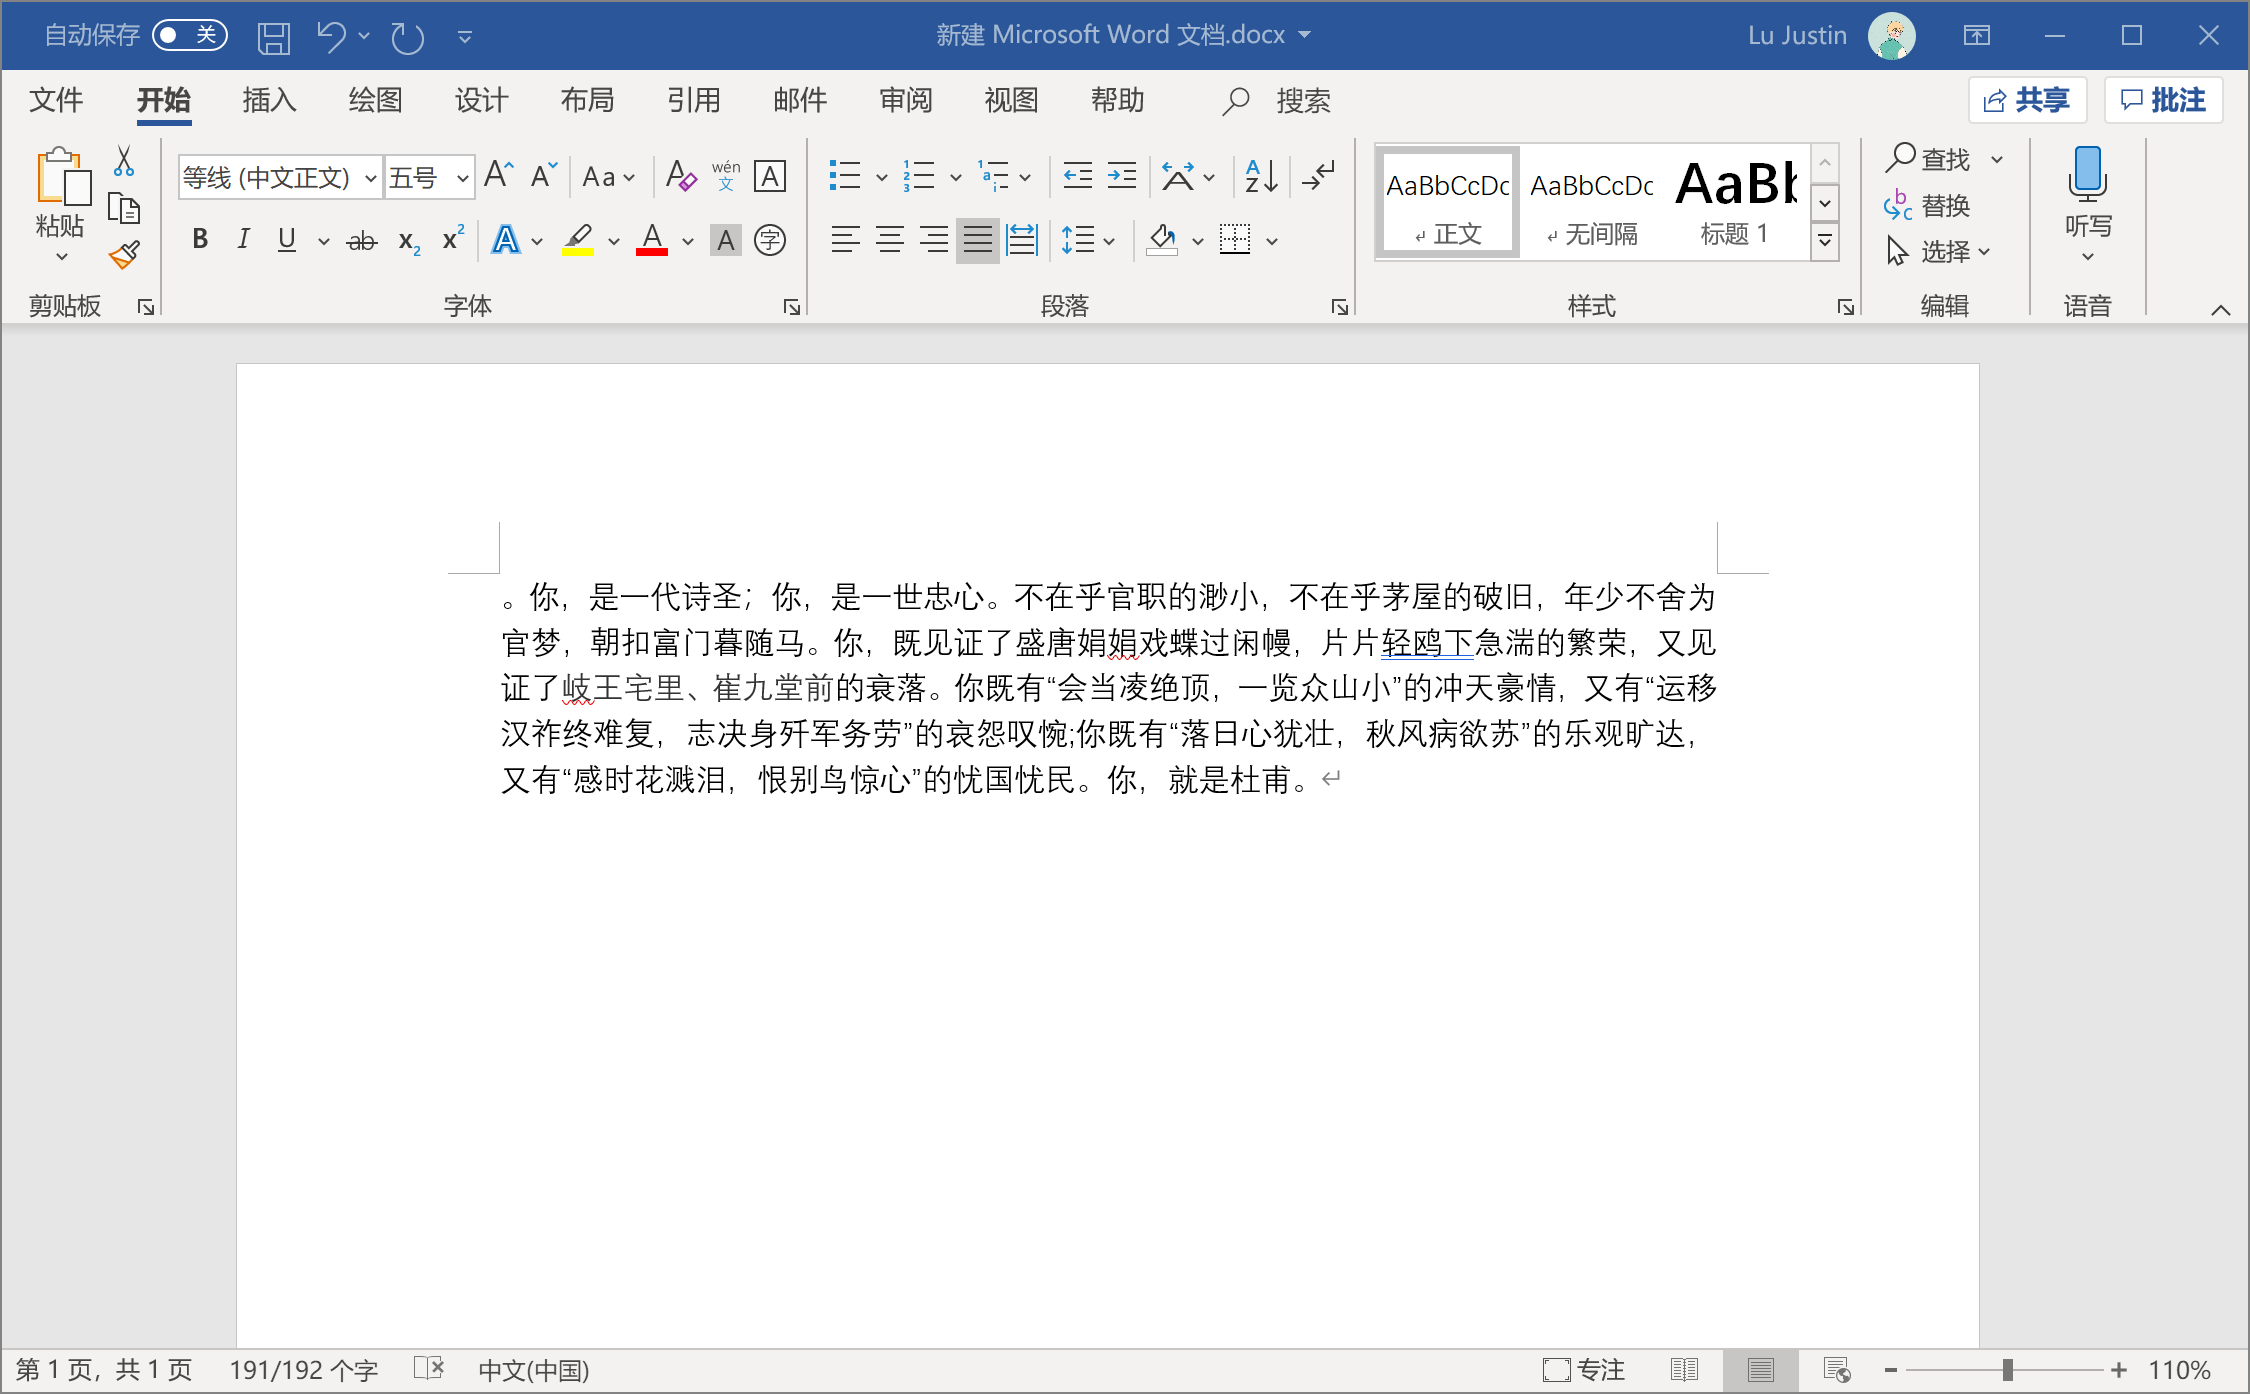 自动保存 关 新建 Microsoft Word 文档.docx Lu Justin
文件 开始 插入 绘图 设计 布局 引用 邮件 审阅 视图 帮助 搜索 共享 批注
粘贴 等线 (中文正文) 五号 A A Aa A wén 文 A A Z AaBbCcDc AaBbCcDc AaBb 查找 听写
B I U ab x2 x2 A A A 字 正文 无间隔 标题 1 替换
选择
剪贴板 字体 段落 样式 编辑 语音
。你，是一代诗圣；你，是一世忠心。不在乎官职的渺小，不在乎茅屋的破旧，年少不舍为
官梦，朝扣富门暮随马。你，既见证了盛唐娟娟戏蝶过闲幔，片片轻鸥下急湍的繁荣，又见
证了岐王宅里、崔九堂前的衰落。你既有“会当凌绝顶，一览众山小”的冲天豪情，又有“运移
汉祚终难复，志决身歼军务劳”的哀怨叹惋;你既有“落日心犹壮，秋风病欲苏”的乐观旷达，
又有“感时花溅泪，恨别鸟惊心”的忧国忧民。你，就是杜甫。
第 1 页，共 1 页 191/192 个字 中文(中国) 专注 110%